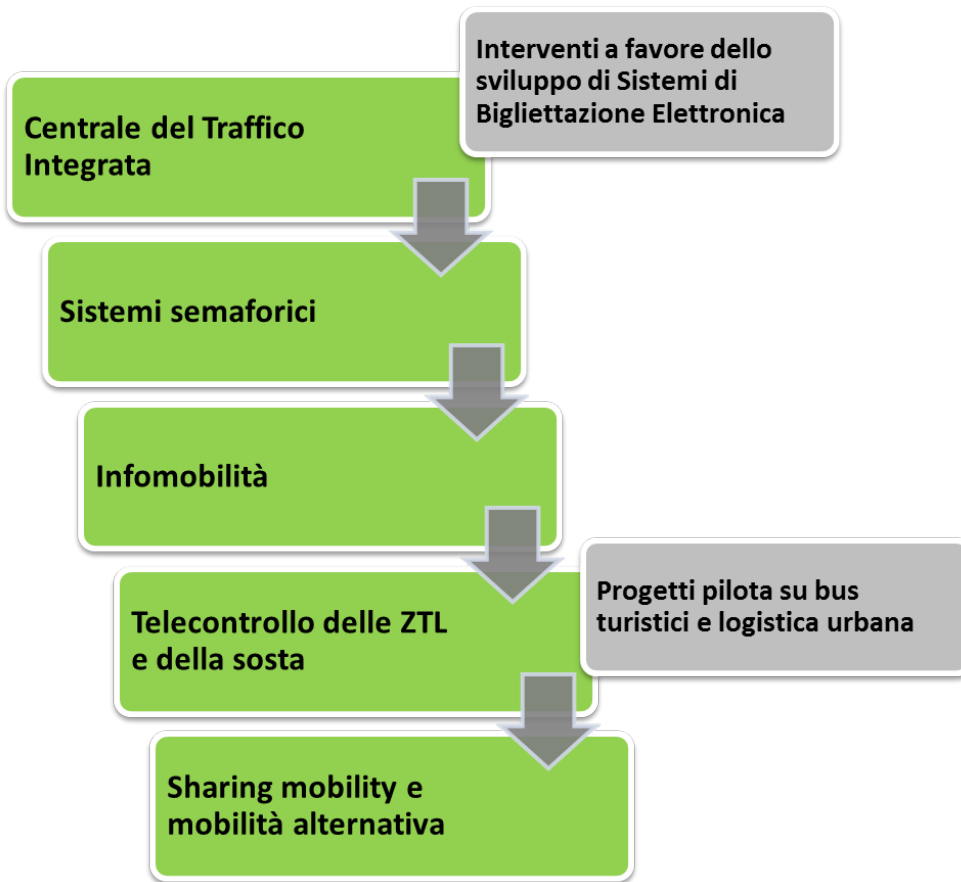 Interventi a favore dello
sviluppo di Sistemi di
Bigliettazione Elettronica
Centrale del Traffico
Integrata
Sistemi semaforici
Infomobilità
Telecontrollo delle ZTL
e della sosta
Progetti pilota su bus
turistici e logistica urbana
Sharing mobility e
mobilità alternativa